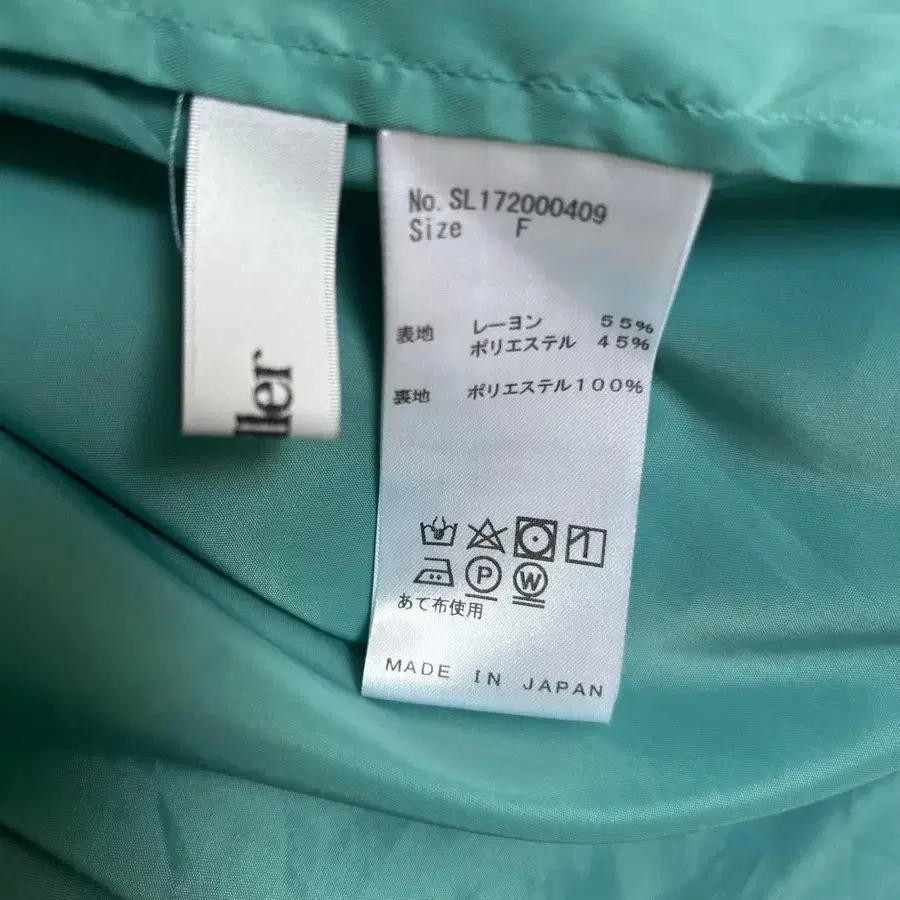 ller
No. SL172000409
Size F
表地 レーヨン 55%
ポリエステル 45%
裏地 ポリエステル100%
P W
あて布使用
MADE IN JAPAN